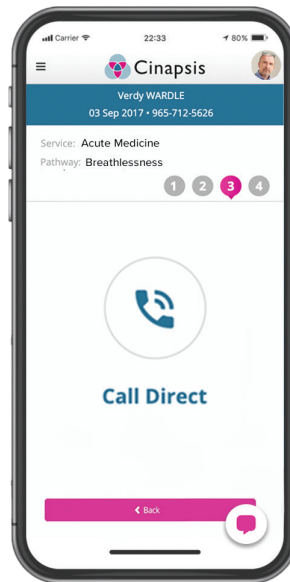 Carrier 22:33 80%
Cinapsis
Verdy WARDLE
03 Sep 2017 • 965-712-5626
Service: Acute Medicine
Pathway: Breathlessness
1 2 3 4
Call Direct
Back